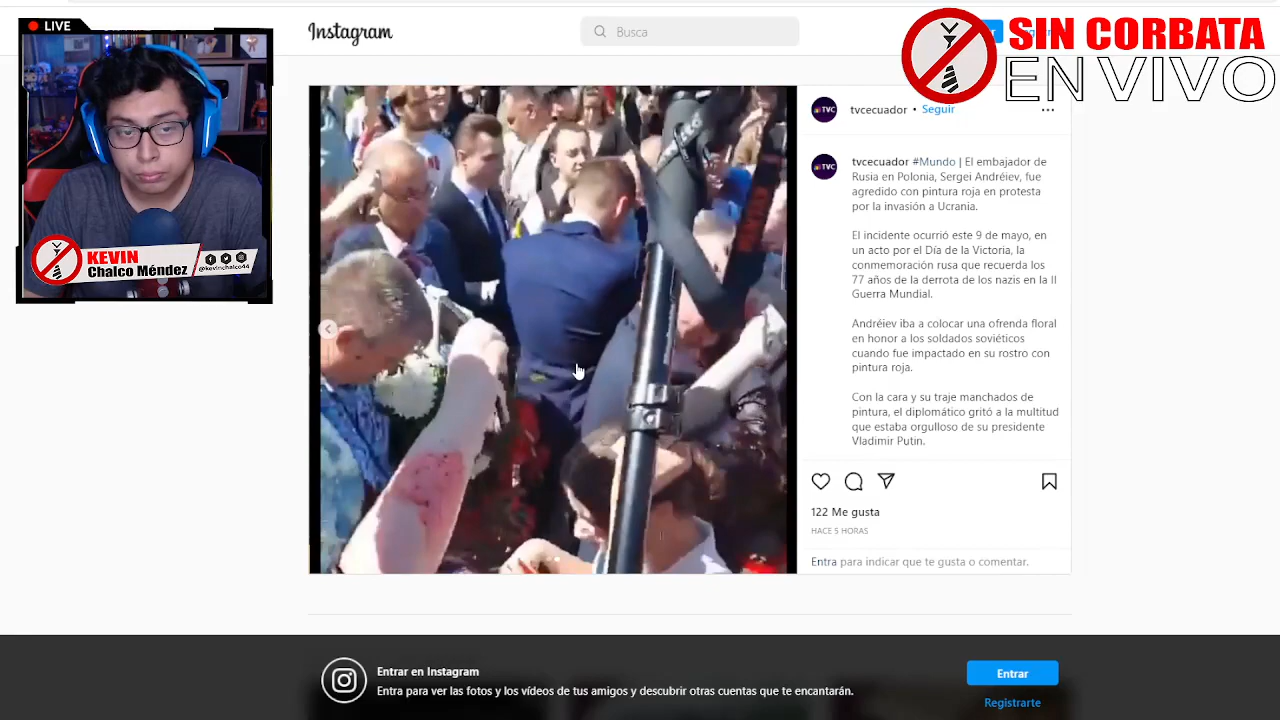 LIVE
KEVIN
Chalco Méndez
@kevinchalco44
Instagram
Busca
SIN CORBATA
EN VIVO
TVC
tvcecuador • Seguir
TVC
tvcecuador #Mundo | El embajador de
Rusia en Polonia, Sergei Andréiev, fue
agredido con pintura roja en protesta
por la invasión a Ucrania.
El incidente ocurrió este 9 de mayo, en
un acto por el Día de la Victoria, la
conmemoración rusa que recuerda los
77 años de la derrota de los nazis en la II
Guerra Mundial.
Andréiev iba a colocar una ofrenda floral
en honor a los soldados soviéticos
cuando fue impactado en su rostro con
pintura roja.
Con la cara y su traje manchados de
pintura, el diplomático gritó a la multitud
que estaba orgulloso de su presidente
Vladimir Putin.
122 Me gusta
HACE 5 HORAS
Entra para indicar que te gusta o comentar.
Entrar en Instagram
Entra para ver las fotos y los vídeos de tus amigos y descubrir otras cuentas que te encantarán.
Entrar
Registrarte